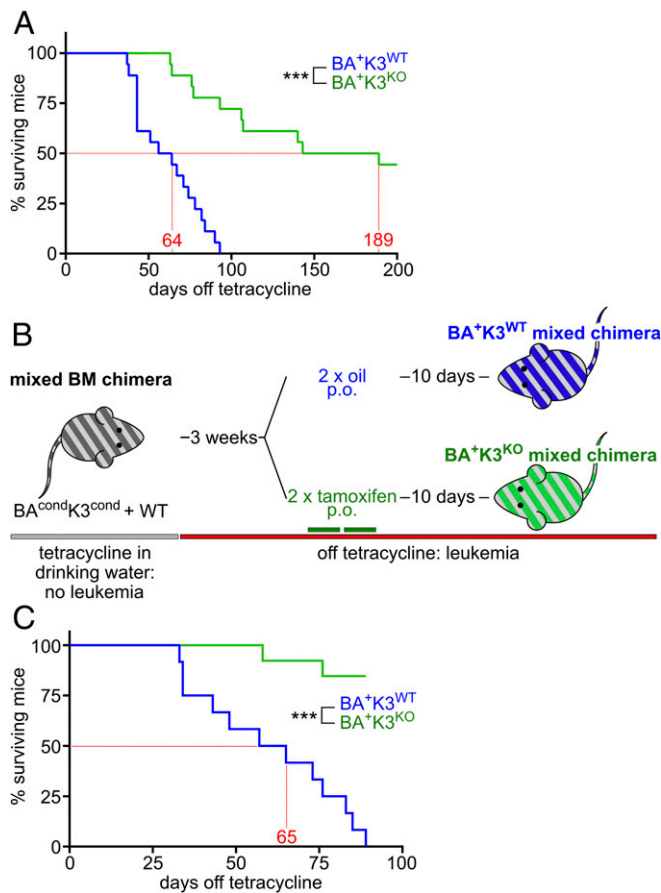 A
100
75
50
25
0
% surviving mice
*** BA⁺K3ᵂᵀ
BA⁺K3ᴷᴼ
64
189
0 50 100 150 200
days off tetracycline
B
mixed BM chimera
BAᶜᵒⁿᵈK3ᶜᵒⁿᵈ + WT
–3 weeks
2 x oil
p.o.
–10 days –
BA⁺K3ᵂᵀ mixed chimera
2 x tamoxifen
p.o.
–10 days –
BA⁺K3ᴷᴼ mixed chimera
tetracycline in
drinking water:
no leukemia
off tetracycline: leukemia
C
100
75
50
25
0
% surviving mice
*** BA⁺K3ᵂᵀ
BA⁺K3ᴷᴼ
65
0 25 50 75 100
days off tetracycline